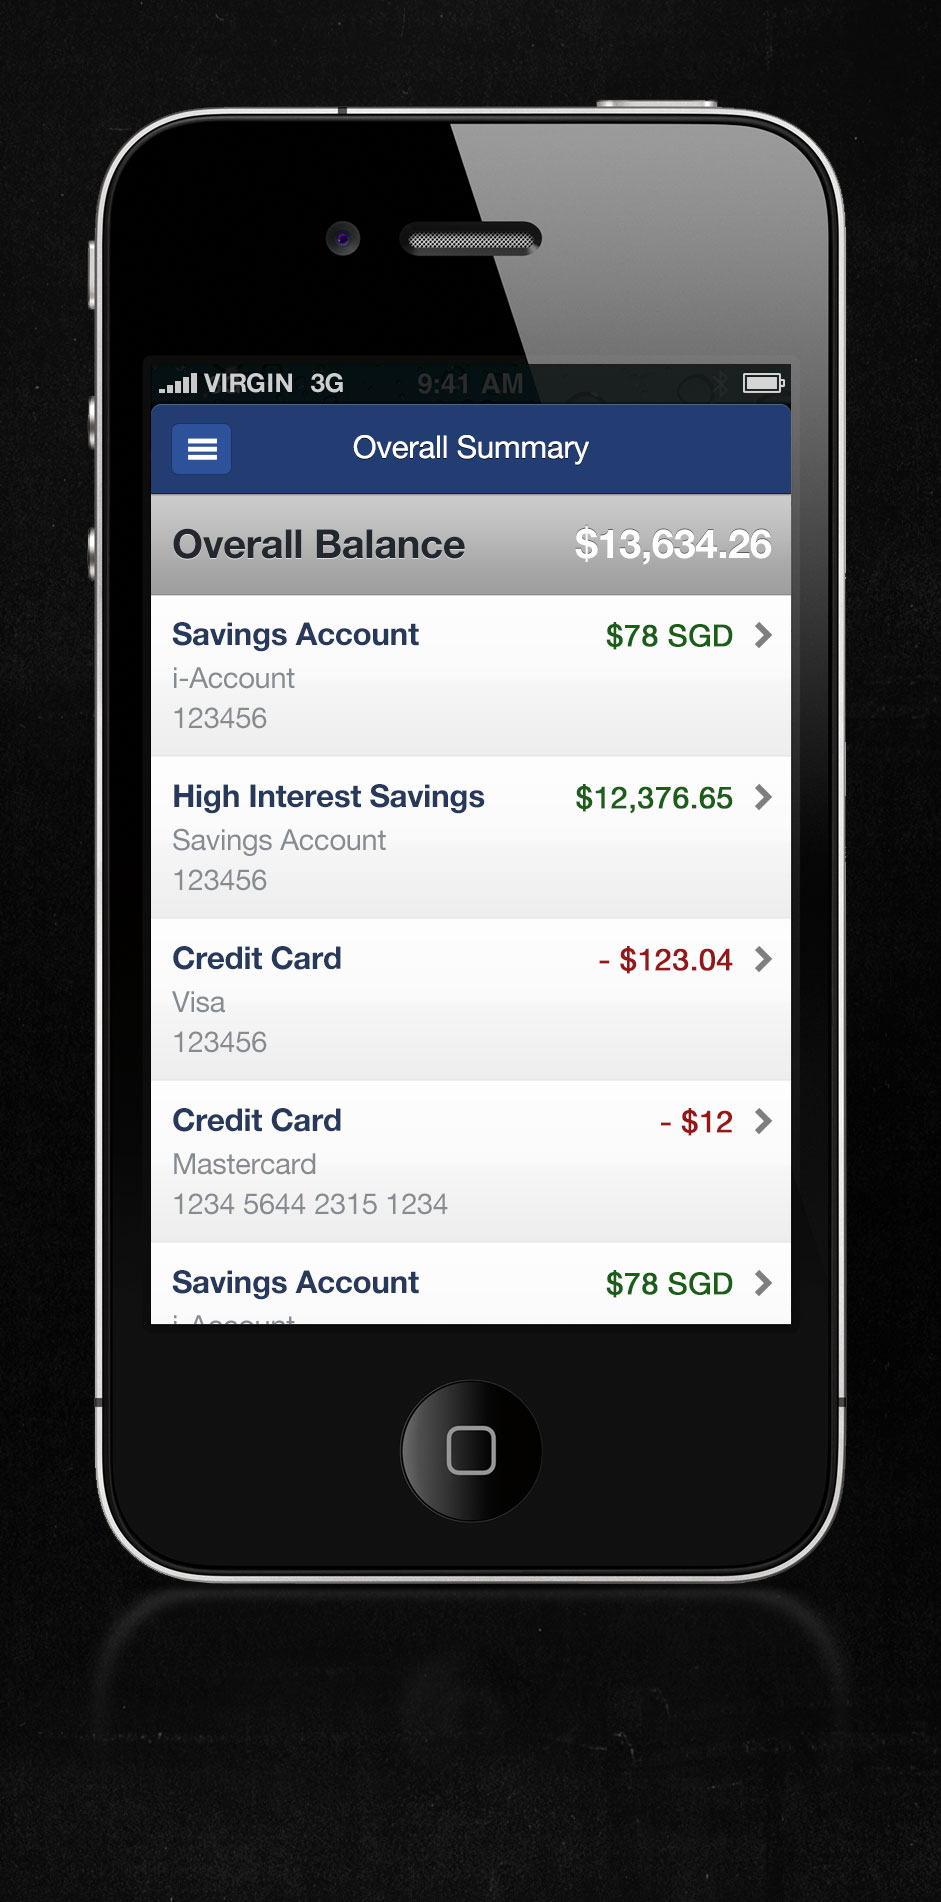 VIRGIN 3G 9:41 AM
Overall Summary
Overall Balance $13,634.26
Savings Account $78 SGD
i-Account
123456
High Interest Savings $12,376.65
Savings Account
123456
Credit Card - $123.04
Visa
123456
Credit Card - $12
Mastercard
1234 5644 2315 1234
Savings Account $78 SGD
i-Account